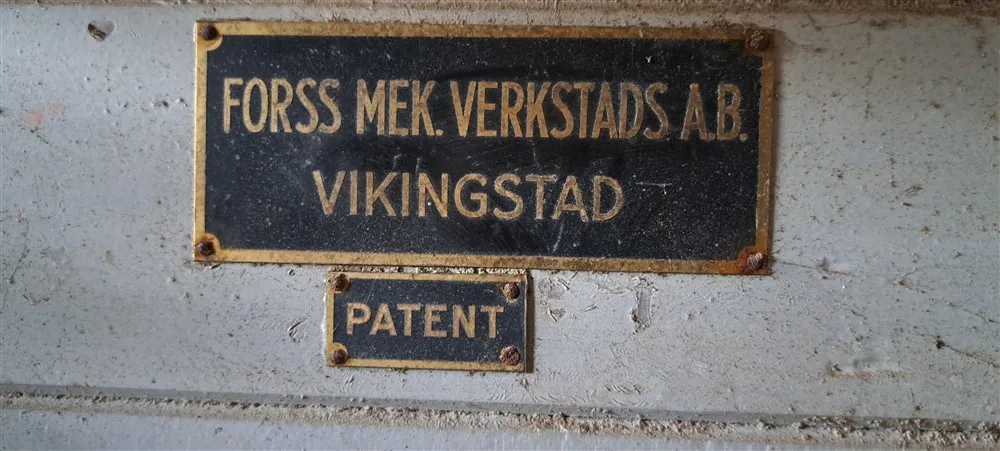 FORSS MEK. VERKSTADS A.B.
VIKINGSTAD
PATENT